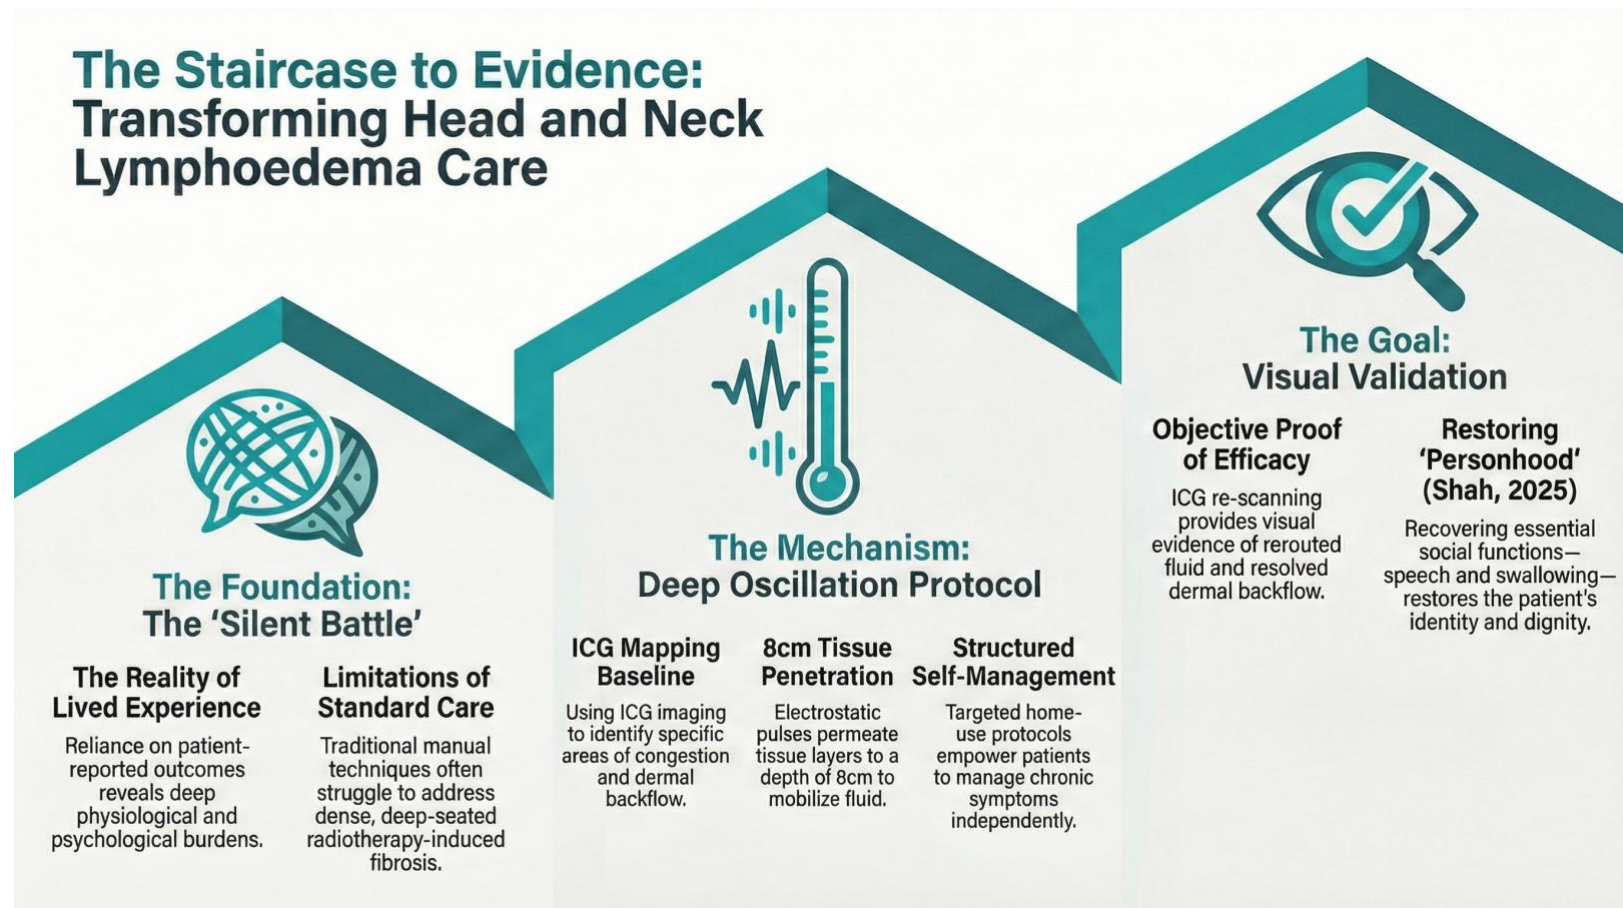 The Staircase to Evidence:
Transforming Head and Neck
Lymphoedema Care
The Foundation:
The ‘Silent Battle’
The Reality of
Lived Experience
Reliance on patient-
reported outcomes
reveals deep
physiological and
psychological burdens.
Limitations of
Standard Care
Traditional manual
techniques often
struggle to address
dense, deep-seated
radiotherapy-induced
fibrosis.
The Mechanism:
Deep Oscillation Protocol
ICG Mapping
Baseline
Using ICG imaging
to identify specific
areas of congestion
and dermal
backflow.
8cm Tissue
Penetration
Electrostatic
pulses permeate
tissue layers to a
depth of 8cm to
mobilize fluid.
Structured
Self-Management
Targeted home-
use protocols
empower patients
to manage chronic
symptoms
independently.
The Goal:
Visual Validation
Objective Proof
of Efficacy
ICG re-scanning
provides visual
evidence of rerouted
fluid and resolved
dermal backflow.
Restoring
‘Personhood’
(Shah, 2025)
Recovering essential
social functions—
speech and swallowing—
restores the patient's
identity and dignity.